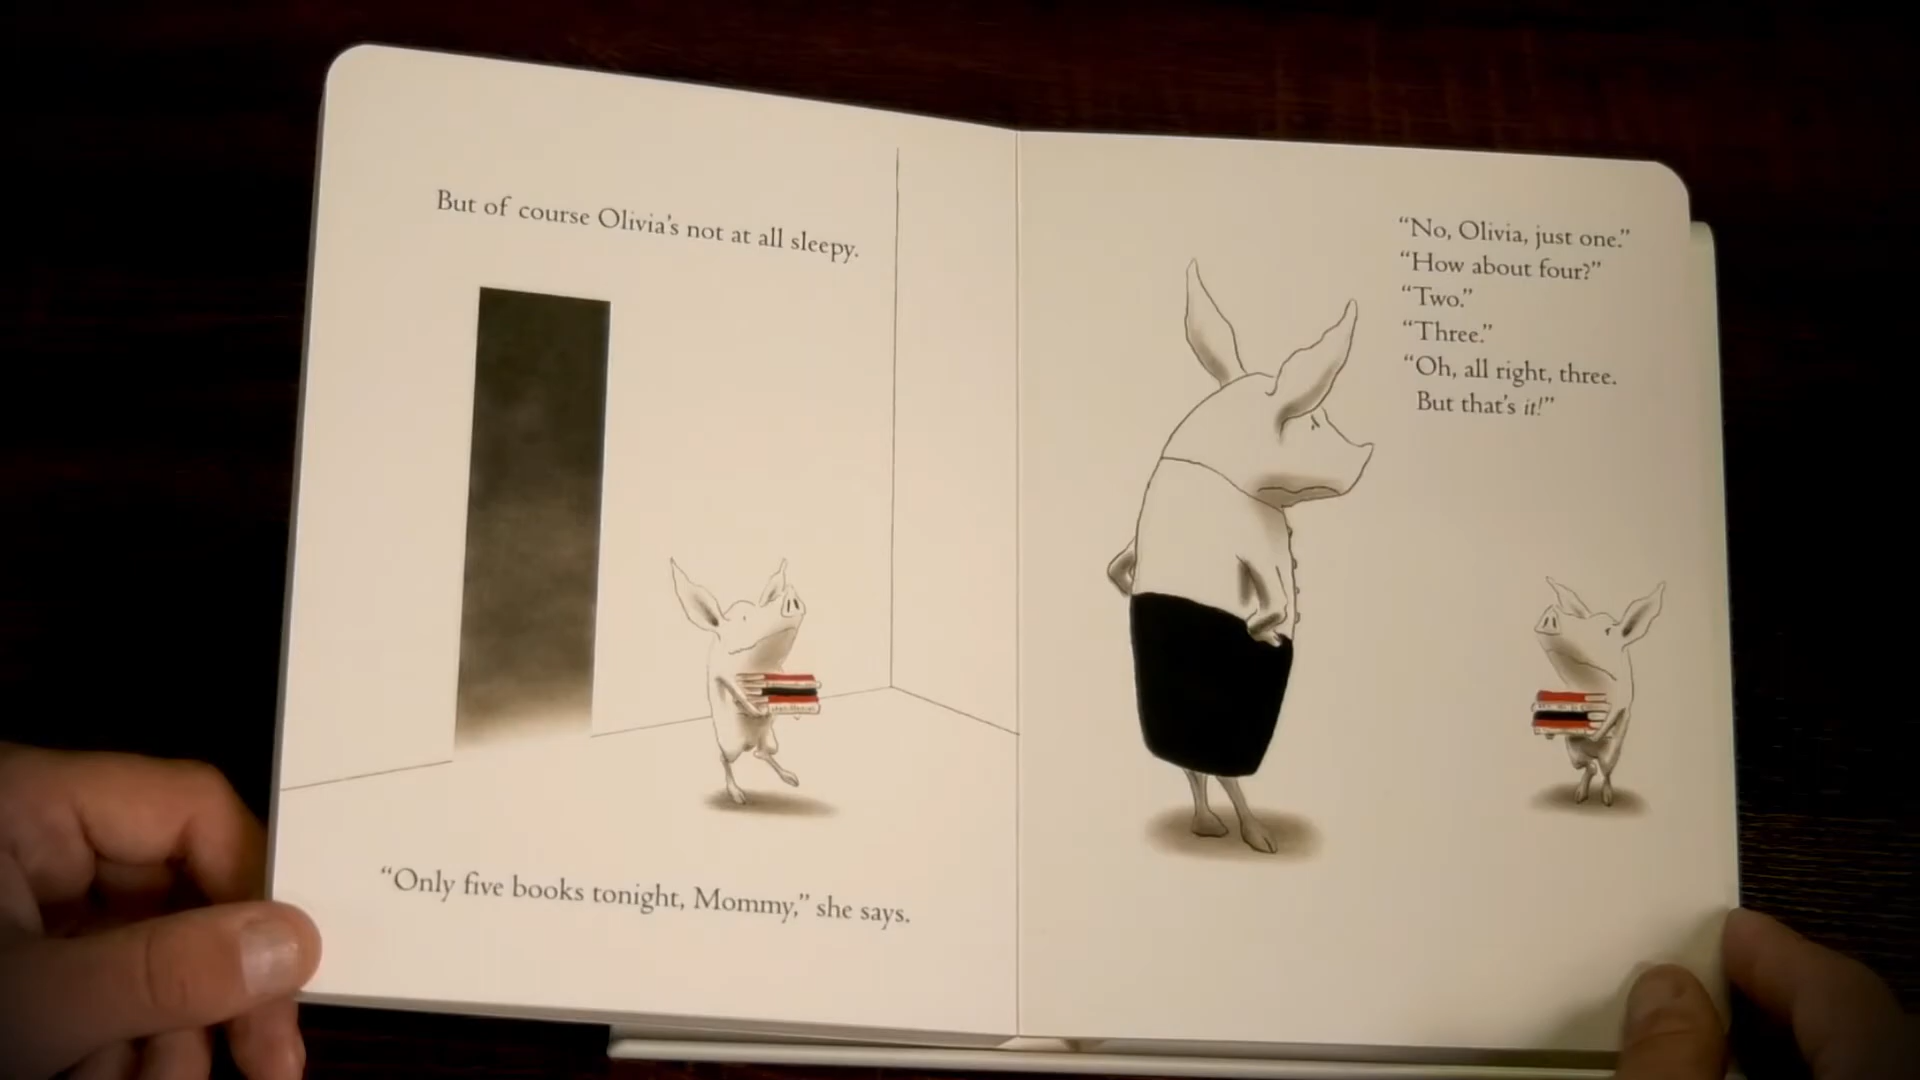 But of course Olivia's not at all sleepy.
"Only five books tonight, Mommy," she says.
"No, Olivia, just one."
"How about four?"
"Two."
"Three."
"Oh, all right, three.
But that's it!"